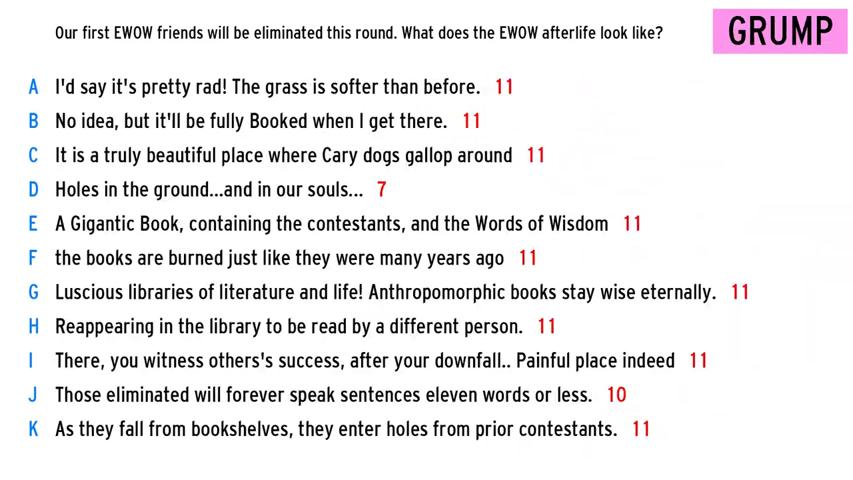 Our first EWOW friends will be eliminated this round. What does the EWOW afterlife look like?
GRUMP
A I'd say it's pretty rad! The grass is softer than before. 11
B No idea, but it'll be fully Booked when I get there. 11
C It is a truly beautiful place where Cary dogs gallop around 11
D Holes in the ground...and in our souls... 7
E A Gigantic Book, containing the contestants, and the Words of Wisdom 11
F the books are burned just like they were many years ago 11
G Luscious libraries of literature and life! Anthropomorphic books stay wise eternally. 11
H Reappearing in the library to be read by a different person. 11
I There, you witness others's success, after your downfall.. Painful place indeed 11
J Those eliminated will forever speak sentences eleven words or less. 10
K As they fall from bookshelves, they enter holes from prior contestants. 11